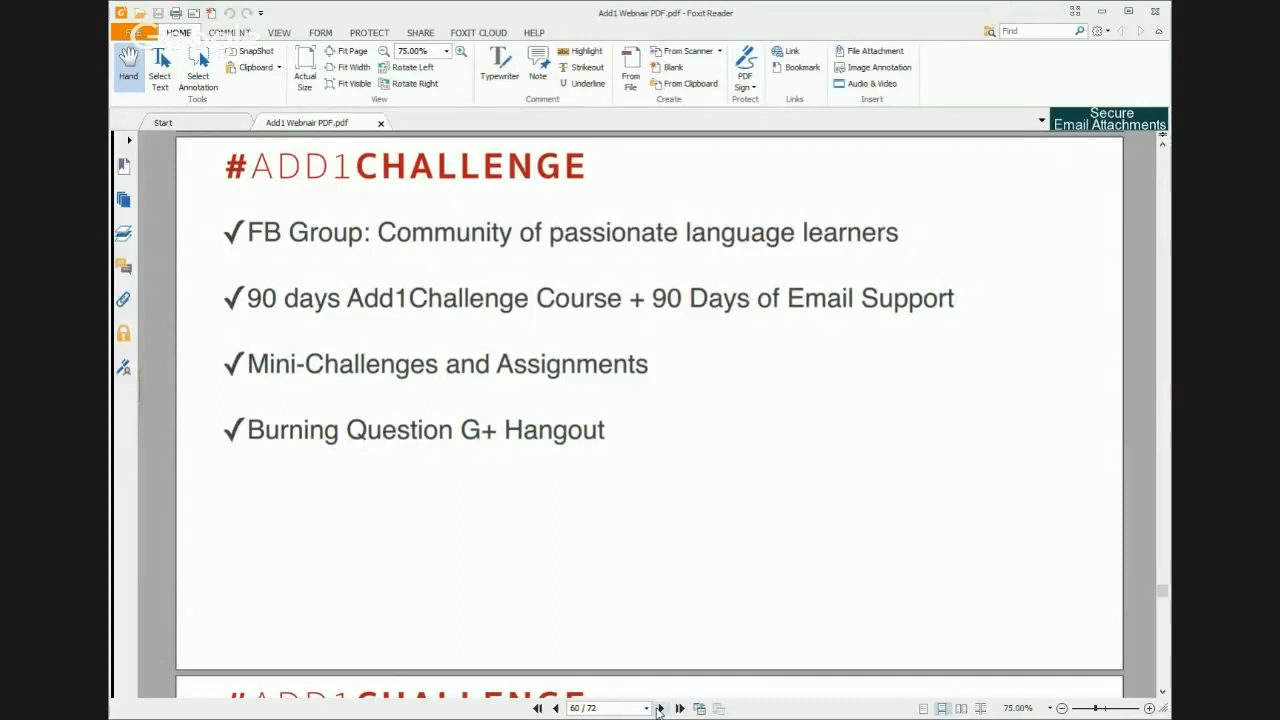 Add1 Webnair PDF.pdf - Foxit Reader
FILE HOME COMMENT VIEW FORM PROTECT SHARE FOXIT CLOUD HELP
Google
Find
Hand
Select Text
Select Annotation
SnapShot
Clipboard
Tools
Actual Size
Fit Page
Fit Width
Fit Visible
75.00%
Rotate Left
Rotate Right
View
Typewriter
Note
Highlight
Strikeout
Underline
Comment
From File
From Scanner
Blank
From Clipboard
Create
PDF Sign
Protect
Link
Bookmark
Links
File Attachment
Image Annotation
Audio & Video
Insert
Start
Add1 Webnair PDF.pdf
Secure
Email Attachments
#ADD1CHALLENGE
✓FB Group: Community of passionate language learners
✓90 days Add1Challenge Course + 90 Days of Email Support
✓Mini-Challenges and Assignments
✓Burning Question G+ Hangout
#ADD1CHALLENGE
60 / 72
75.00%